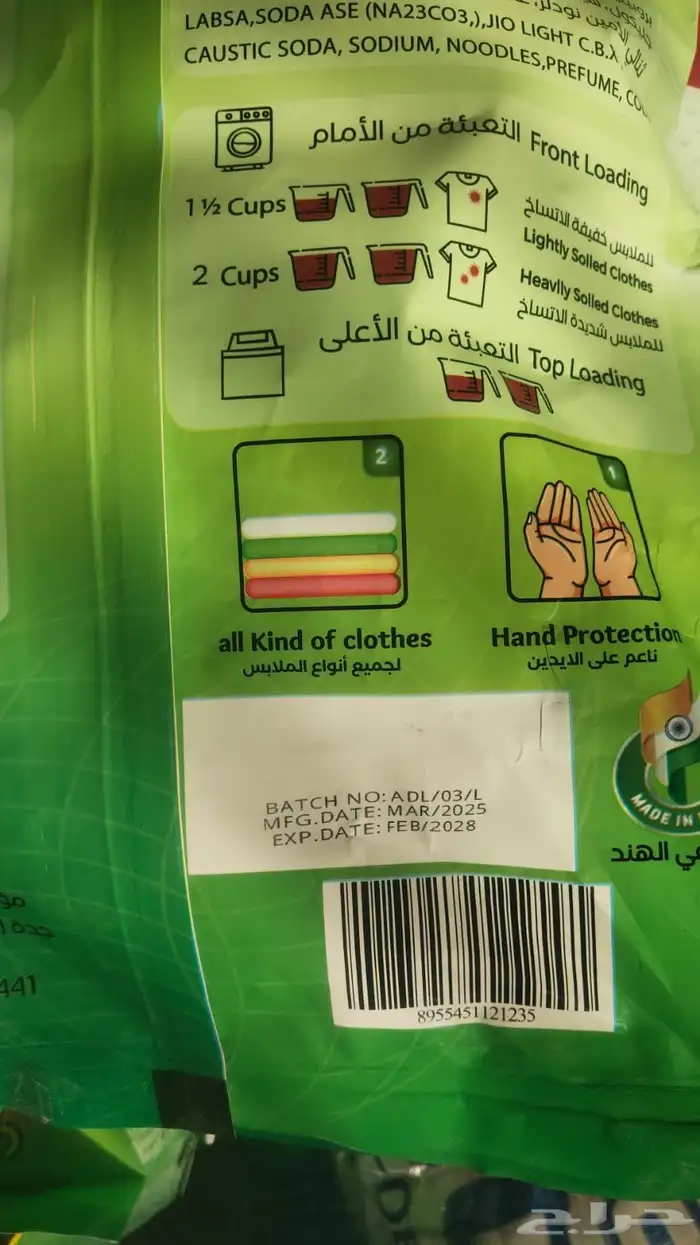 الأمين نودلز،
LABSA,SODA ASE (NA23CO3,),JIO LIGHT C.B.X
CAUSTIC SODA, SODIUM, NOODLES,PREFUME,
التعبئة من الأمام Front Loading
1 ½ Cups
للملابس خفيفة الاتساخ
Lightly Soiled Clothes
2 Cups
Heavily Soiled Clothes
للملابس شديدة الاتساخ
التعبئة من الأعلى Top Loading
2
1
all Kind of clothes
لجميع أنواع الملابس
Hand Protection
ناعم على الايدين
BATCH NO: ADL/03/L
MFG.DATE: MAR/2025
EXP.DATE: FEB/2028
MADE IN
في الهند
8955451121235
جدة
441
حراج